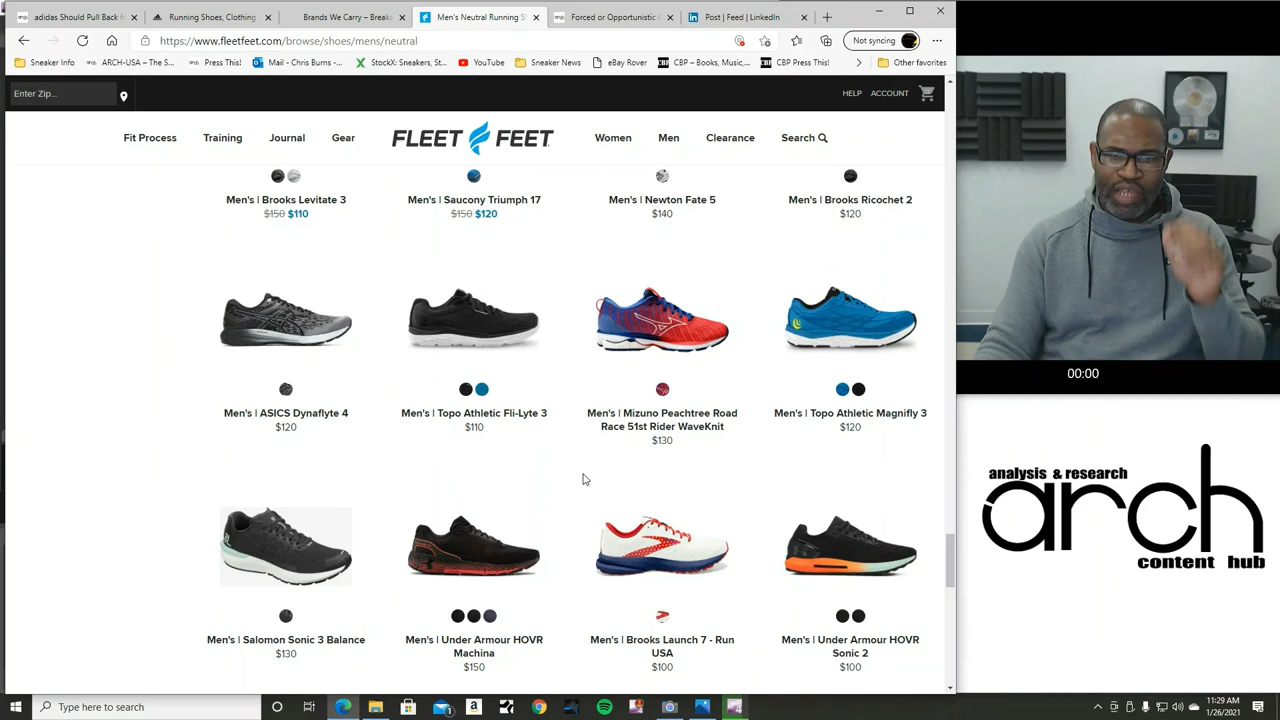 adidas Should Pull Back f
Running Shoes, Clothing
Brands We Carry – Breaka
Men's Neutral Running S
Forced or Opportunistic C
Post | Feed | LinkedIn
https://www.fleetfeet.com/browse/shoes/mens/neutral
Not syncing
Sneaker Info
ARCH-USA – The S...
Press This!
Mail - Chris Burns -...
StockX: Sneakers, St...
YouTube
Sneaker News
eBay Rover
CBP – Books, Music,...
CBP Press This!
Other favorites
Enter Zip...
HELP ACCOUNT
Fit Process Training Journal Gear FLEET FEET Women Men Clearance Search
Men's | Brooks Levitate 3
$150 $110
Men's | Saucony Triumph 17
$150 $120
Men's | Newton Fate 5
$140
Men's | Brooks Ricochet 2
$120
Men's | ASICS Dynaflyte 4
$120
Men's | Topo Athletic Fli-Lyte 3
$110
Men's | Mizuno Peachtree Road
Race 51st Rider WaveKnit
$130
Men's | Topo Athletic Magnifly 3
$120
Men's | Salomon Sonic 3 Balance
$130
Men's | Under Armour HOVR
Machina
$150
Men's | Brooks Launch 7 - Run
USA
$100
Men's | Under Armour HOVR
Sonic 2
$100
00:00
analysis & research
arch
content hub
Type here to search
11:29 AM
1/26/2021